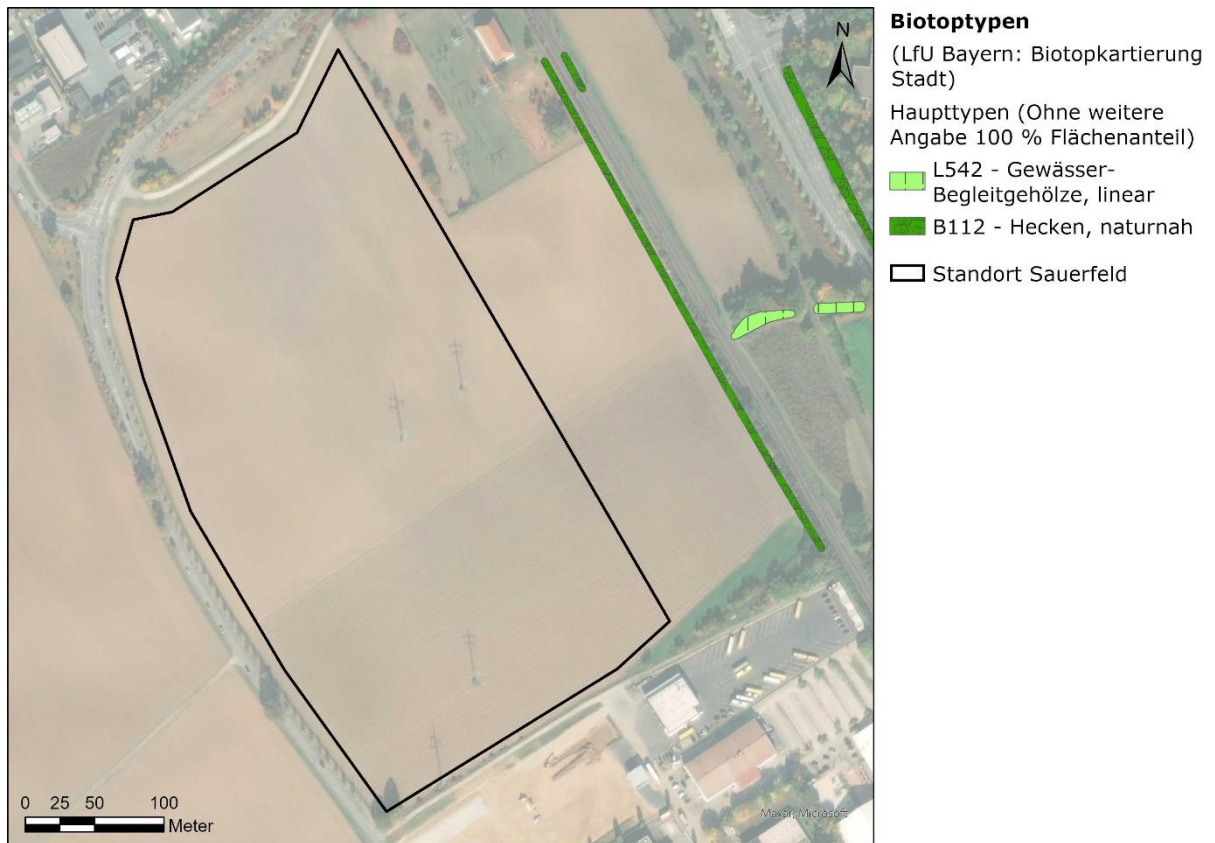 Biotoptypen
(LfU Bayern: Biotopkartierung
Stadt)
Haupttypen (Ohne weitere
Angabe 100 % Flächenanteil)
L542 - Gewässer-
Begleitgehölze, linear
B112 - Hecken, naturnah
Standort Sauerfeld
N
0 25 50 100
Meter
Maxar, Microsoft